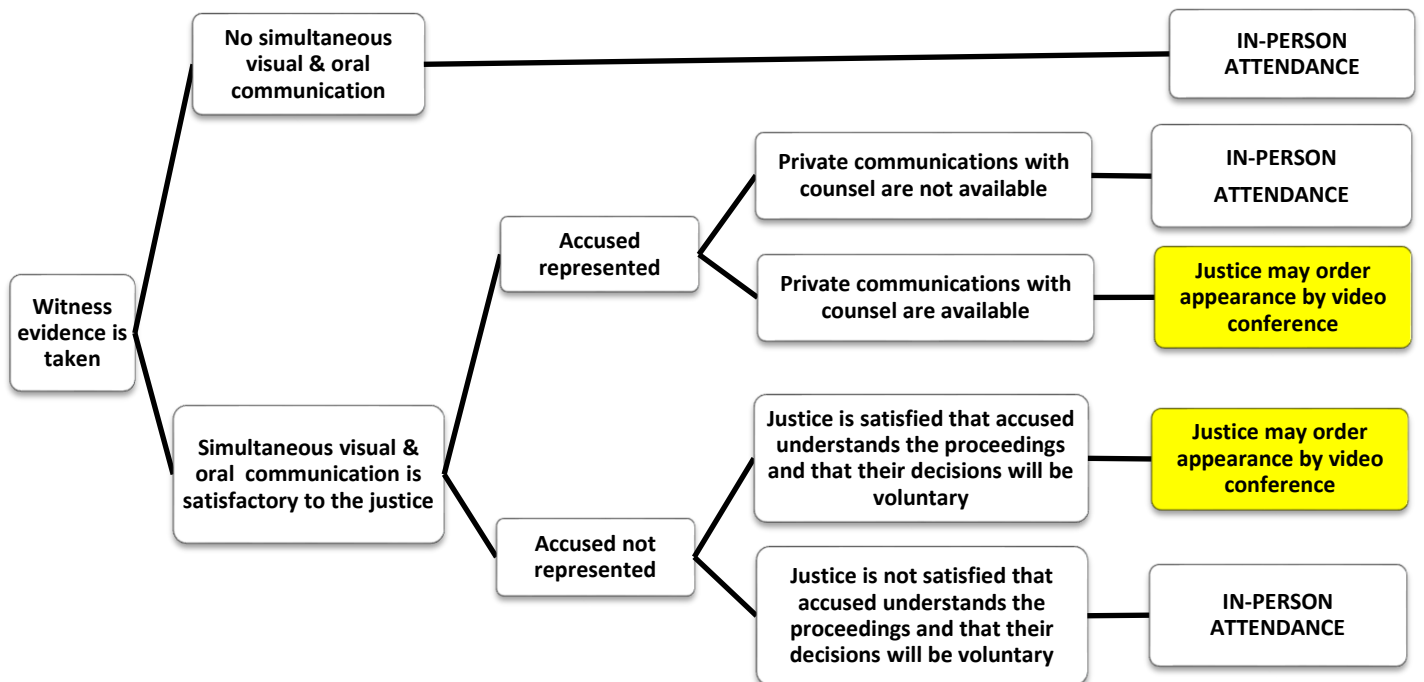 No simultaneous
visual & oral
communication
IN-PERSON
ATTENDANCE
Private communications with
counsel are not available
IN-PERSON
ATTENDANCE
Accused
represented
Private communications with
counsel are available
Justice may order
appearance by video
conference
Witness
evidence is
taken
Simultaneous visual &
oral communication is
satisfactory to the justice
Justice is satisfied that accused
understands the proceedings
and that their decisions will be
voluntary
Justice may order
appearance by video
conference
Accused not
represented
Justice is not satisfied that
accused understands the
proceedings and that their
decisions will be voluntary
IN-PERSON
ATTENDANCE